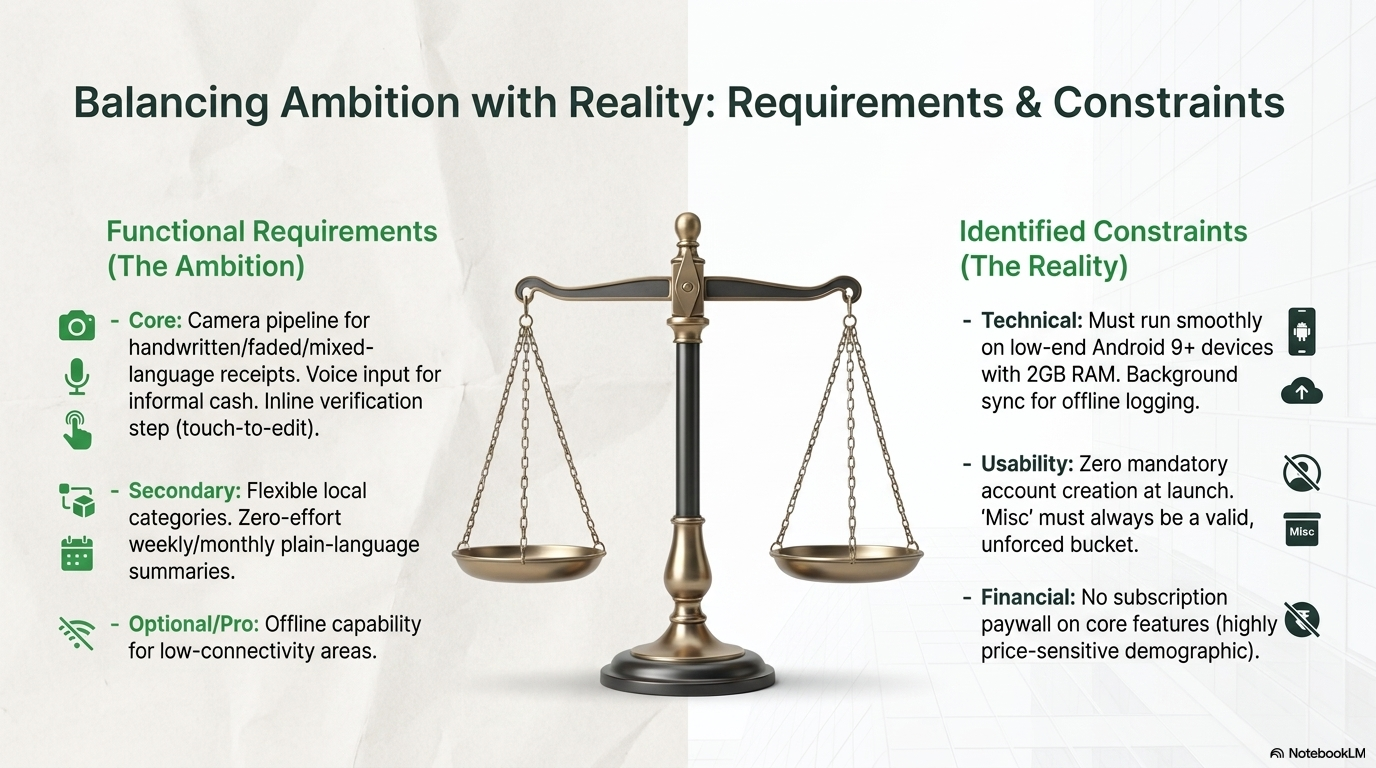 Balancing Ambition with Reality: Requirements & Constraints
Functional Requirements
(The Ambition)
- Core: Camera pipeline for
handwritten/faded/mixed-
language receipts. Voice input for
informal cash. Inline verification
step (touch-to-edit).
- Secondary: Flexible local
categories. Zero-effort
weekly/monthly plain-language
summaries.
- Optional/Pro: Offline capability
for low-connectivity areas.
Identified Constraints
(The Reality)
- Technical: Must run smoothly
on low-end Android 9+ devices
with 2GB RAM. Background
sync for offline logging.
- Usability: Zero mandatory
account creation at launch.
‘Misc’ must always be a valid,
unforced bucket.
Misc
- Financial: No subscription
paywall on core features (highly
price-sensitive demographic).
₹
NotebookLM